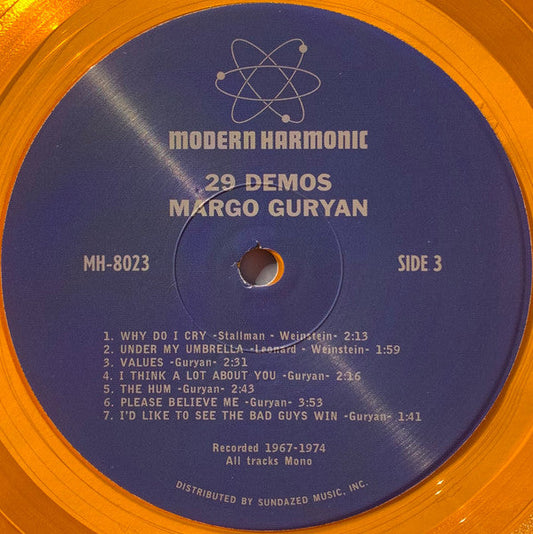 MODERN HARMONIC
29 DEMOS
MARGO GURYAN
MH-8023 SIDE 3
1. WHY DO I CRY -Stallman - Weinstein- 2:13
2. UNDER MY UMBRELLA -Leonard - Weinstein- 1:59
3. VALUES -Guryan- 2:31
4. I THINK A LOT ABOUT YOU -Guryan- 2:16
5. THE HUM -Guryan- 2:43
6. PLEASE BELIEVE ME -Guryan- 3:53
7. I'D LIKE TO SEE THE BAD GUYS WIN -Guryan- 1:41
Recorded 1967-1974
All tracks Mono
DISTRIBUTED BY SUNDAZED MUSIC, INC.